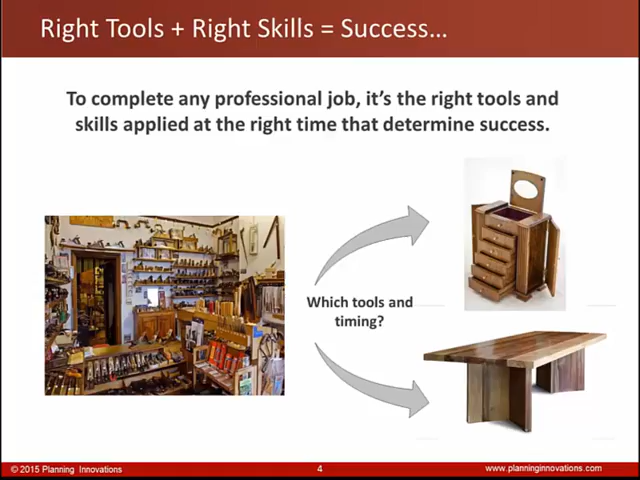 Right Tools + Right Skills = Success…
To complete any professional job, it's the right tools and
skills applied at the right time that determine success.
Which tools and
timing?
© 2015 Planning Innovations
4
www.planninginnovations.com